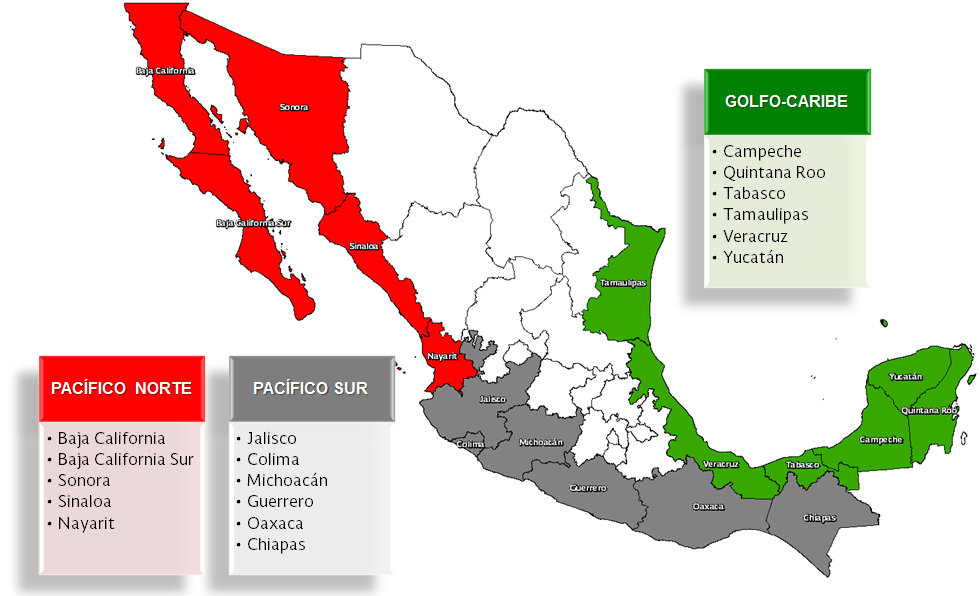 Baja California
Sonora
Baja California Sur
Sinaloa
Nayarit
Tamaulipas
Jalisco
Colima
Michoacán
Guerrero
Veracruz
Oaxaca
Tabasco
Chiapas
Campeche
Yucatán
Quintana Roo
GOLFO-CARIBE
• Campeche
• Quintana Roo
• Tabasco
• Tamaulipas
• Veracruz
• Yucatán
PACÍFICO NORTE
• Baja California
• Baja California Sur
• Sonora
• Sinaloa
• Nayarit
PACÍFICO SUR
• Jalisco
• Colima
• Michoacán
• Guerrero
• Oaxaca
• Chiapas